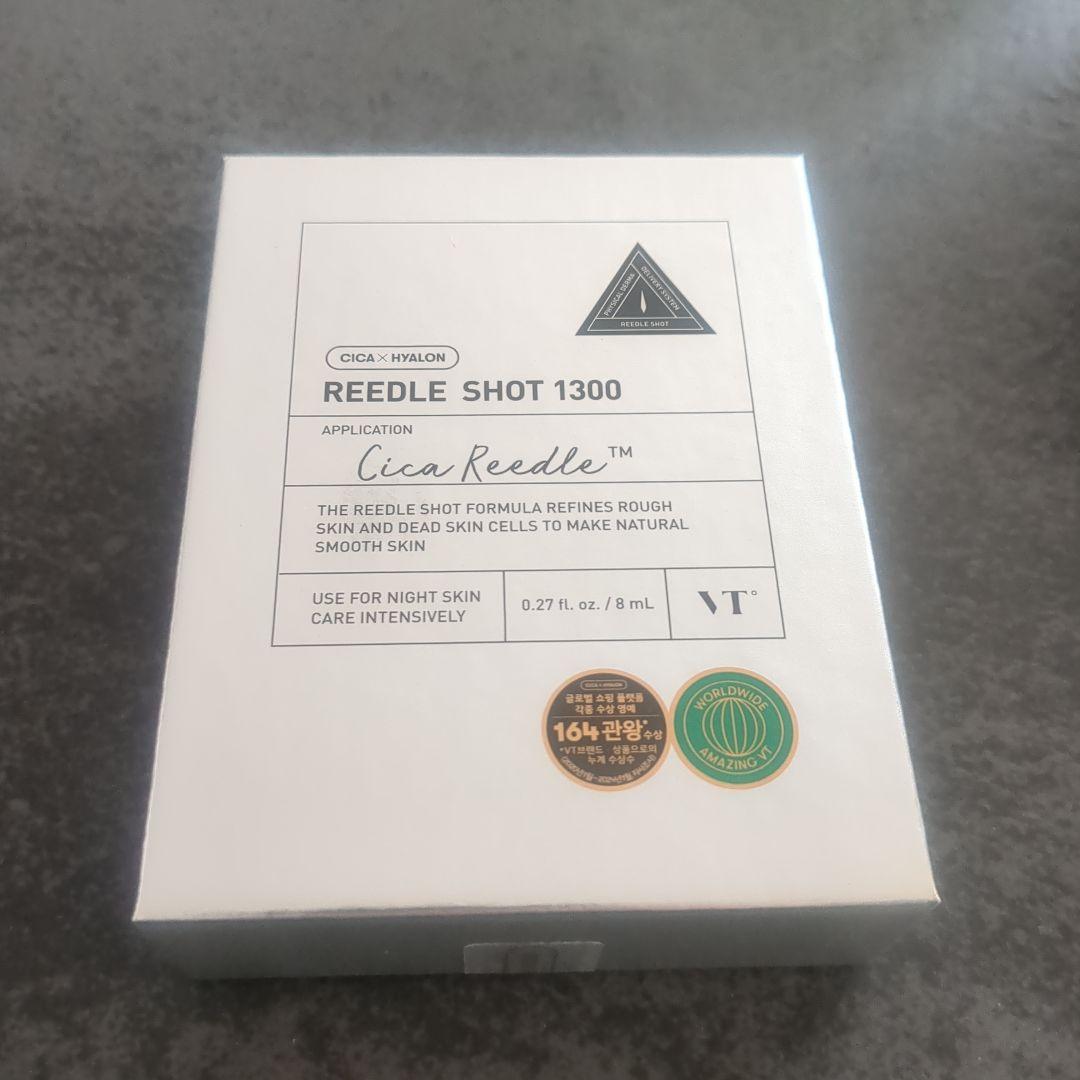 PHYSICAL DERMA
DELIVERY SYSTEM
REEDLE SHOT
CICA×HYALON
REEDLE SHOT 1300
APPLICATION
Cica Reedle™
THE REEDLE SHOT FORMULA REFINES ROUGH
SKIN AND DEAD SKIN CELLS TO MAKE NATURAL
SMOOTH SKIN
USE FOR NIGHT SKIN
CARE INTENSIVELY
0.27 fl. oz. / 8 mL
VT°
CICA × HYALON
글로벌 쇼핑 플랫폼
각종 수상 영예
164관왕*수상
*VT브랜드 상품으로의
누계 수상수
WORLDWIDE
AMAZING VT